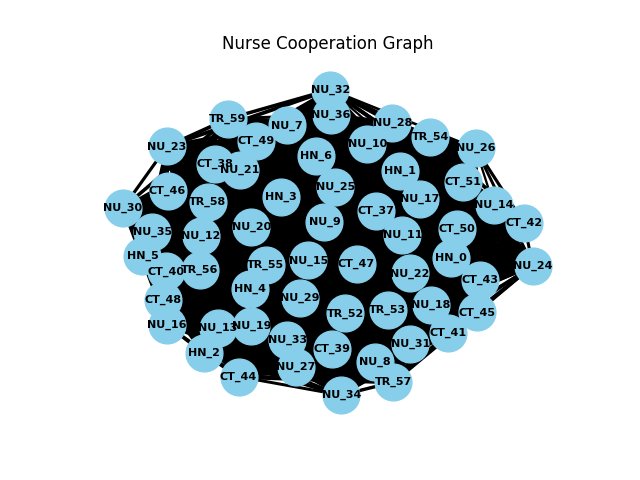 Nurse Cooperation Graph
NU_32
NU_36
TR_59
NU_7
NU_28
TR_54
CT_49
NU_10
NU_23
NU_26
HN_6
CT_38
NU_21
HN_1
CT_51
NU_25
CT_46
HN_3
NU_17
TR_58
NU_14
NU_30
CT_37
NU_9
CT_42
NU_20
CT_50
NU_35
NU_12
NU_11
HN_5
HN_0
NU_15
TR_55
CT_47
NU_24
CT_40
TR_56
NU_22
CT_43
HN_4
NU_29
CT_48
NU_18
TR_53
TR_52
CT_45
NU_16
NU_13
NU_19
CT_41
NU_33
NU_31
CT_39
HN_2
NU_8
NU_27
CT_44
TR_57
NU_34